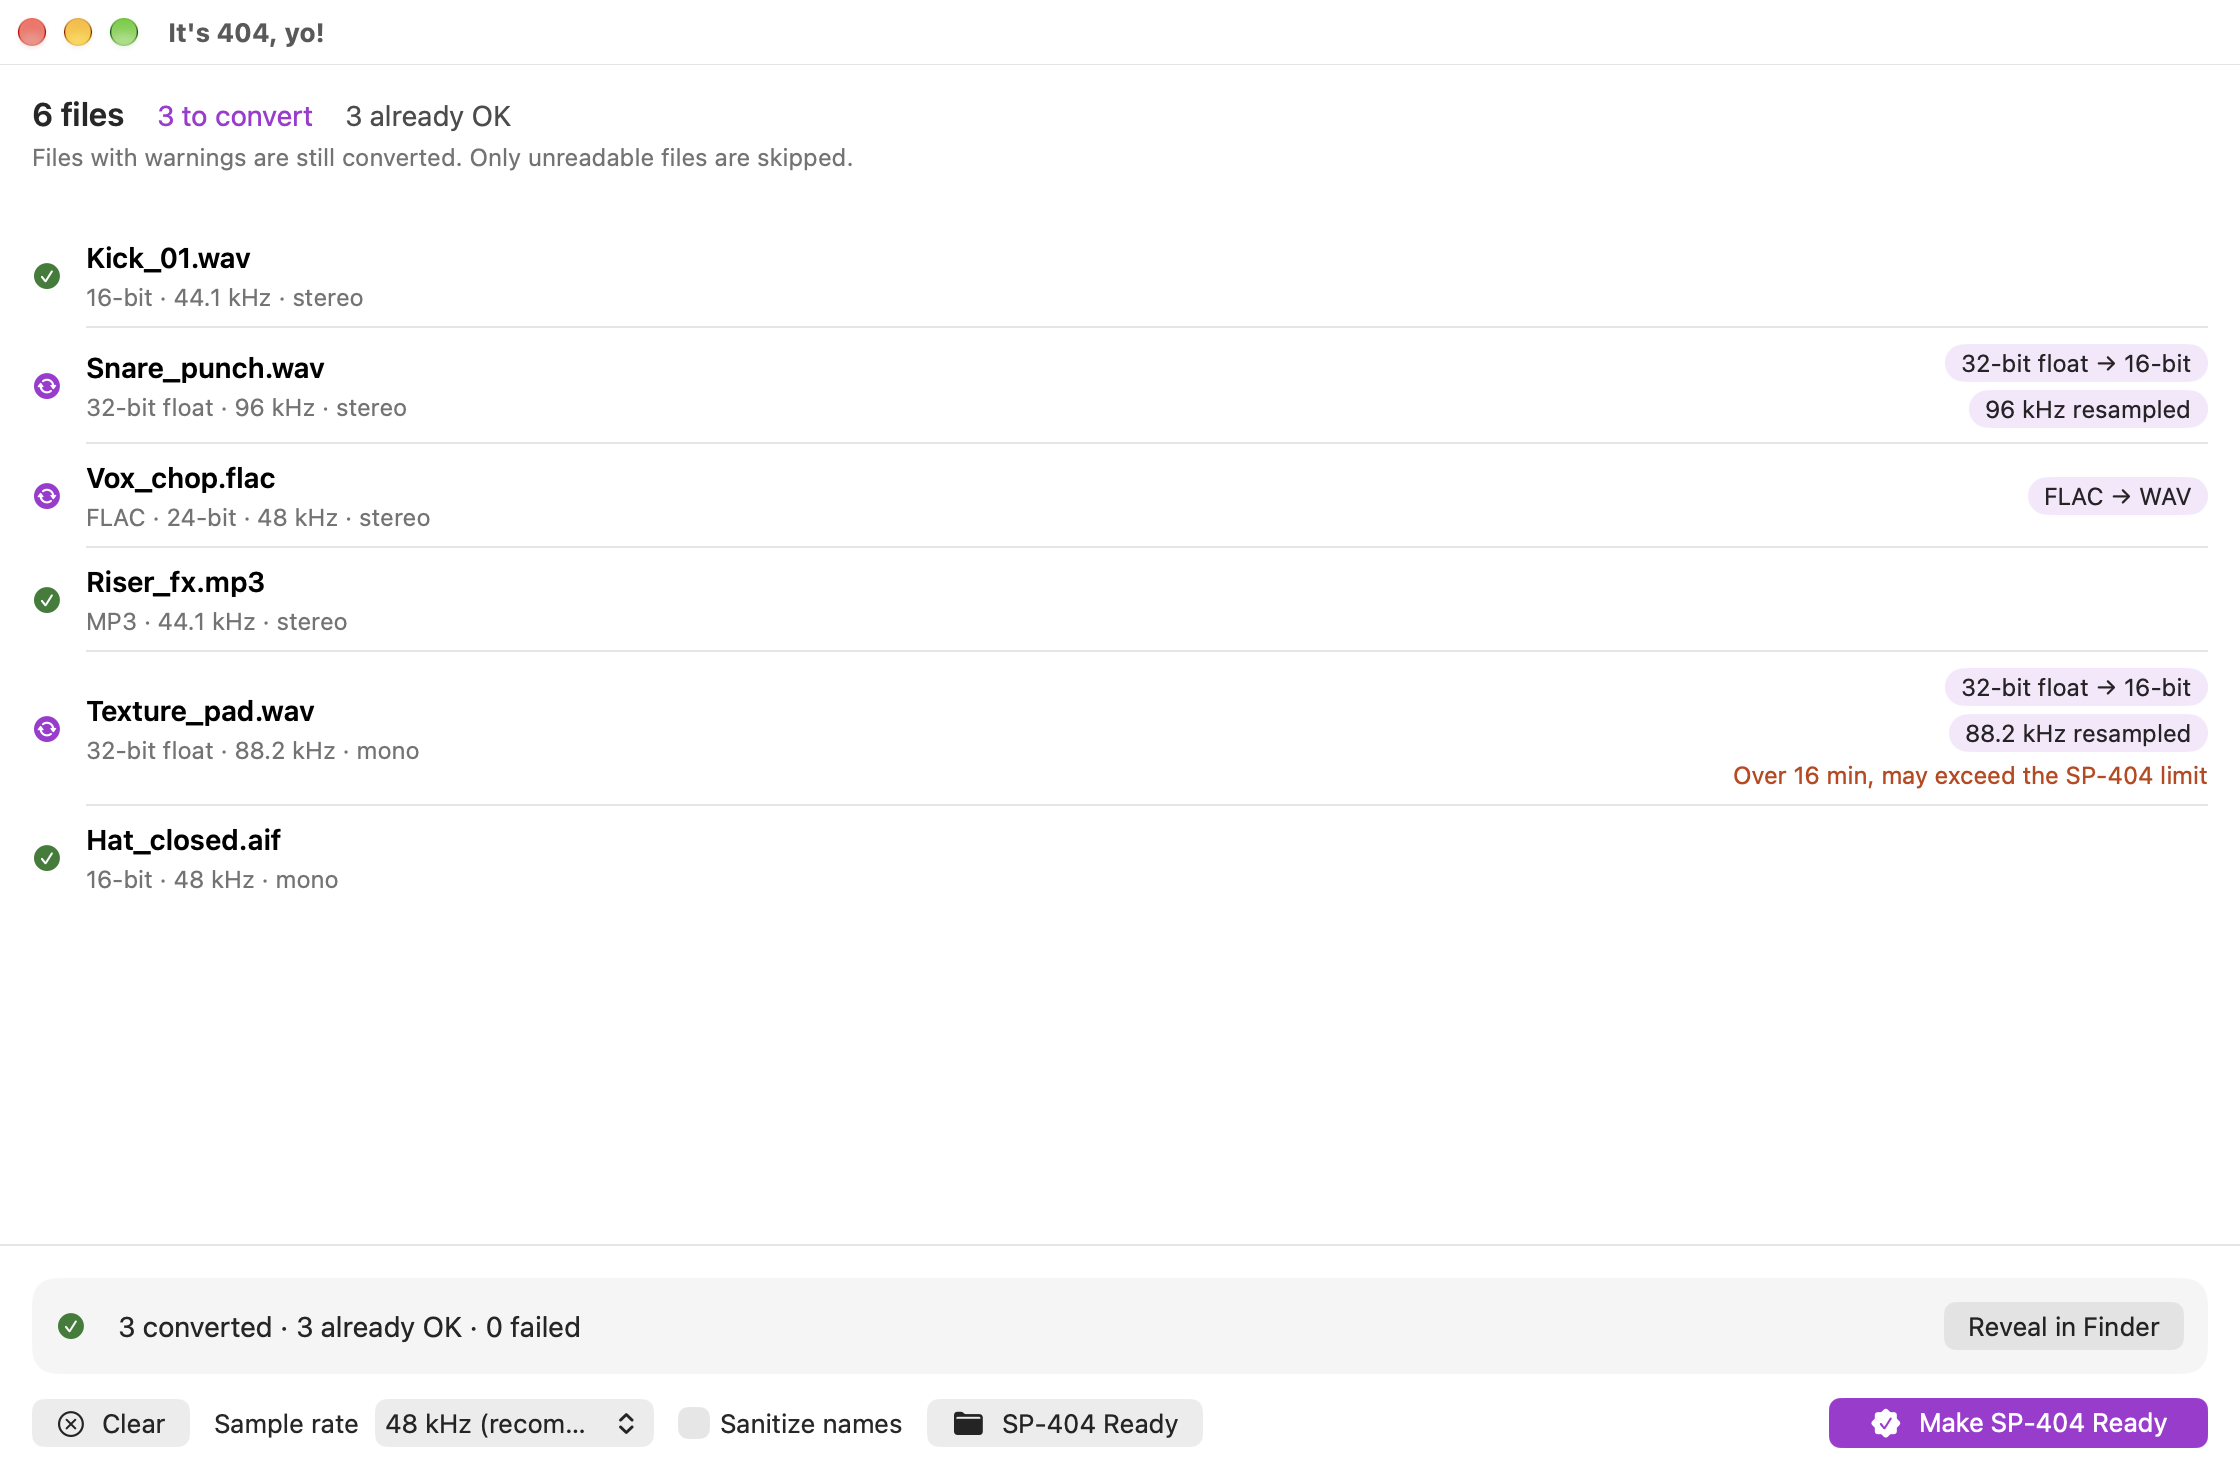 It's 404, yo!
6 files 3 to convert 3 already OK
Files with warnings are still converted. Only unreadable files are skipped.
Kick_01.wav
16-bit · 44.1 kHz · stereo
Snare_punch.wav
32-bit float · 96 kHz · stereo
32-bit float → 16-bit
96 kHz resampled
Vox_chop.flac
FLAC · 24-bit · 48 kHz · stereo
FLAC → WAV
Riser_fx.mp3
MP3 · 44.1 kHz · stereo
Texture_pad.wav
32-bit float · 88.2 kHz · mono
32-bit float → 16-bit
88.2 kHz resampled
Over 16 min, may exceed the SP-404 limit
Hat_closed.aif
16-bit · 48 kHz · mono
3 converted · 3 already OK · 0 failed
Reveal in Finder
Clear Sample rate 48 kHz (recom... Sanitize names SP-404 Ready Make SP-404 Ready